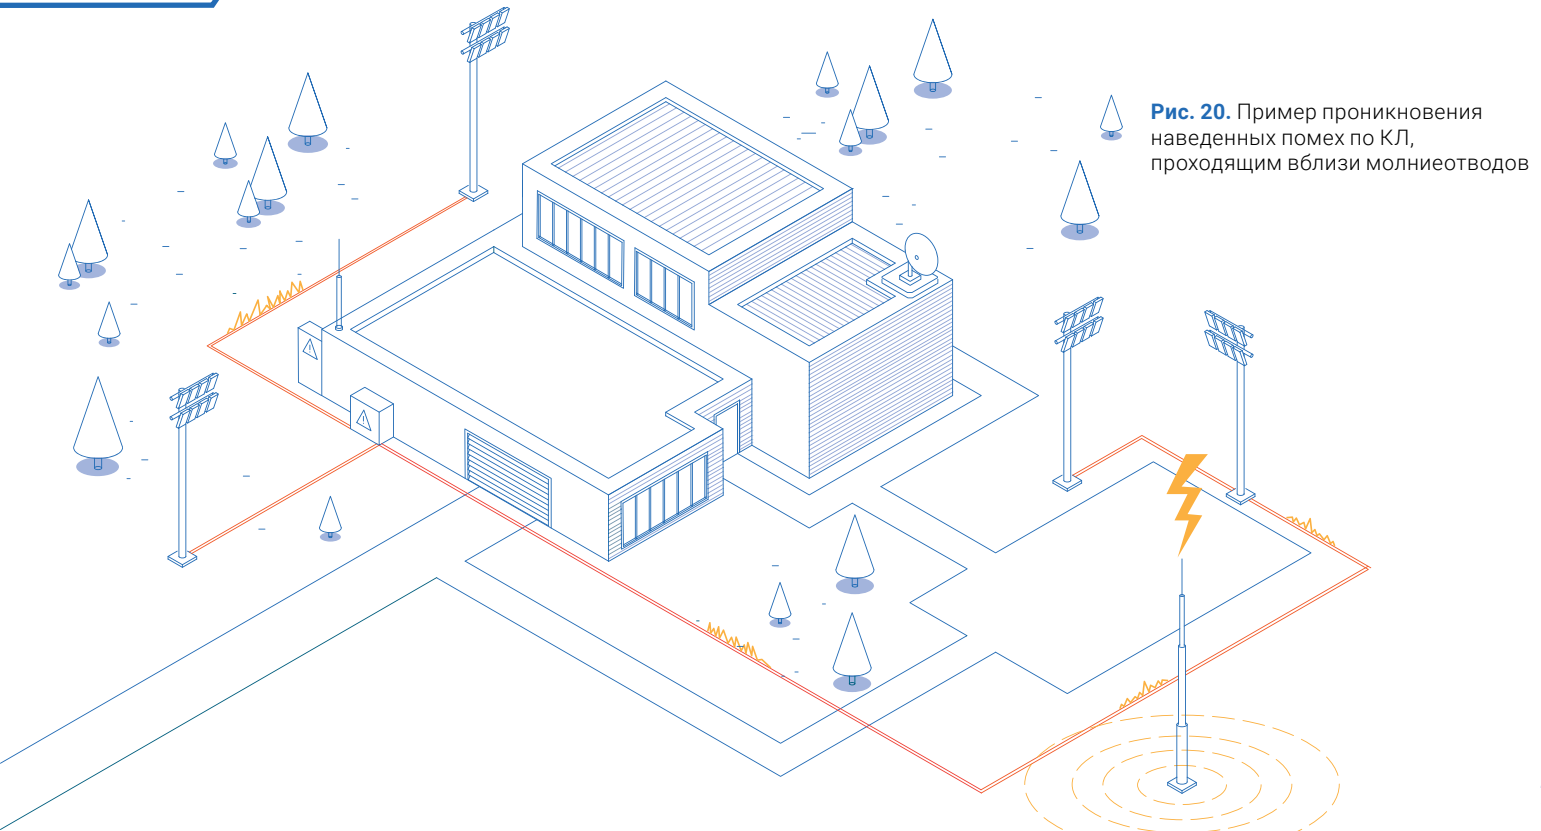 Рис. 20. Пример проникновения
наведенных помех по КЛ,
проходящим вблизи молниеотводов